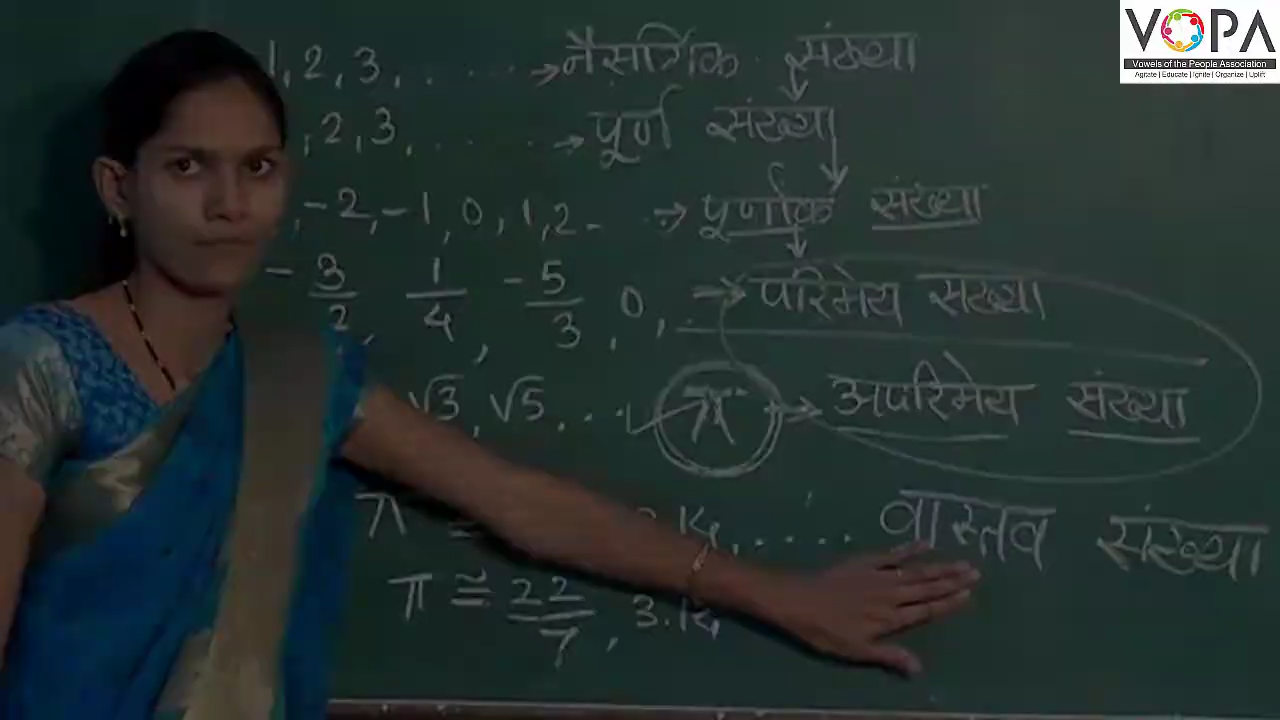 VOPA
Vowels of the People Association
Agitate | Educate | Ignite | Organize | Uplift
1, 2, 3, ....... → नैसर्गिक संख्या
, 2, 3, ....... → पूर्ण संख्या
, -2, -1, 0, 1, 2 .. → पूर्णांक संख्या
- 3/2, 1/4, -5/3, 0, → परिमेय संख्या
√3, √5 ... π → अपरिमेय संख्या
π = 3.14, ..... वास्तव संख्या
π ≅ 22/7, 3.14